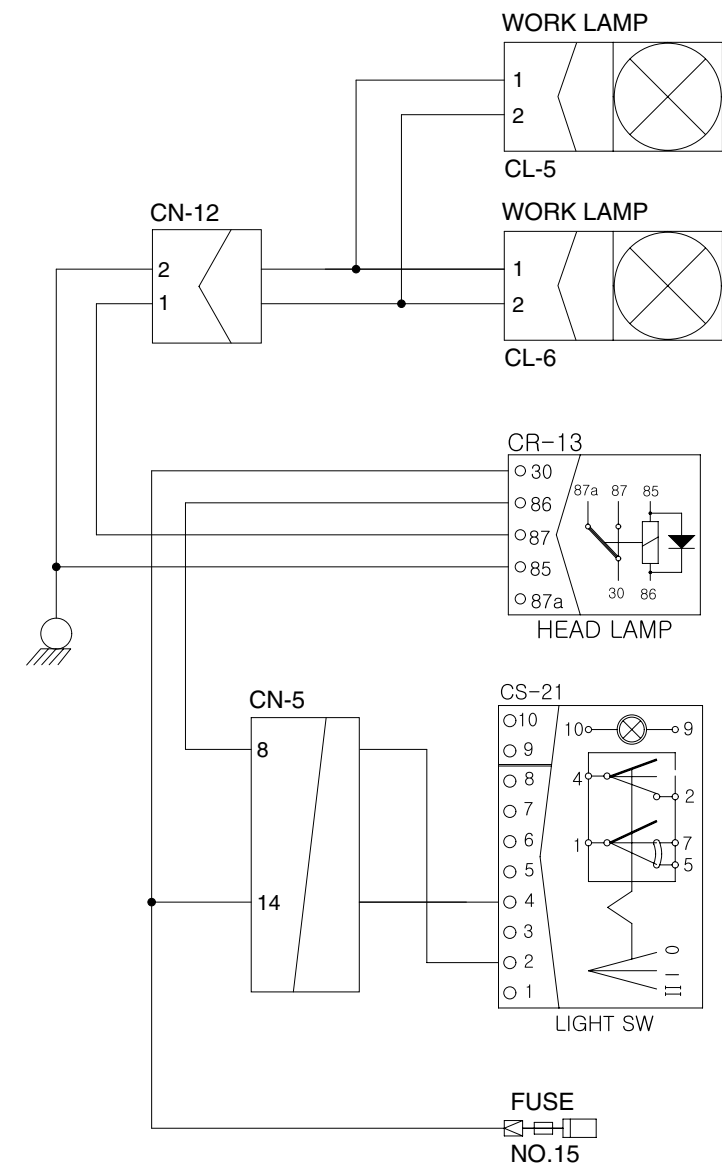 WORK LAMP
1
2
CL-5
WORK LAMP
CN-12
2
1
1
2
CL-6
CR-13
30
86
87
85
87a
87a 87 85
30 86
HEAD LAMP
CN-5
8
14
CS-21
10
9
8
7
6
5
4
3
2
1
10 9
4
2
1
7
5
0
I
II
LIGHT SW
FUSE
NO.15